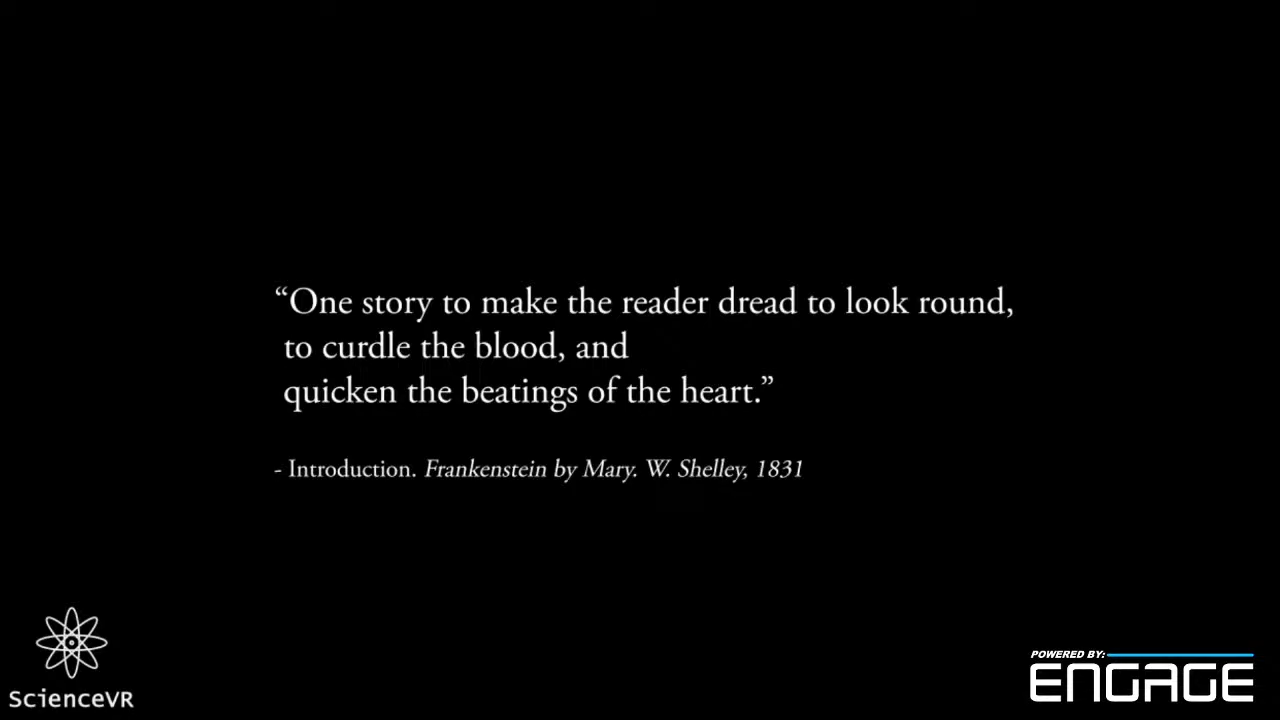 “One story to make the reader dread to look round,
to curdle the blood, and
quicken the beatings of the heart.”
- Introduction. Frankenstein by Mary. W. Shelley, 1831
ScienceVR
POWERED BY:
ENGAGE